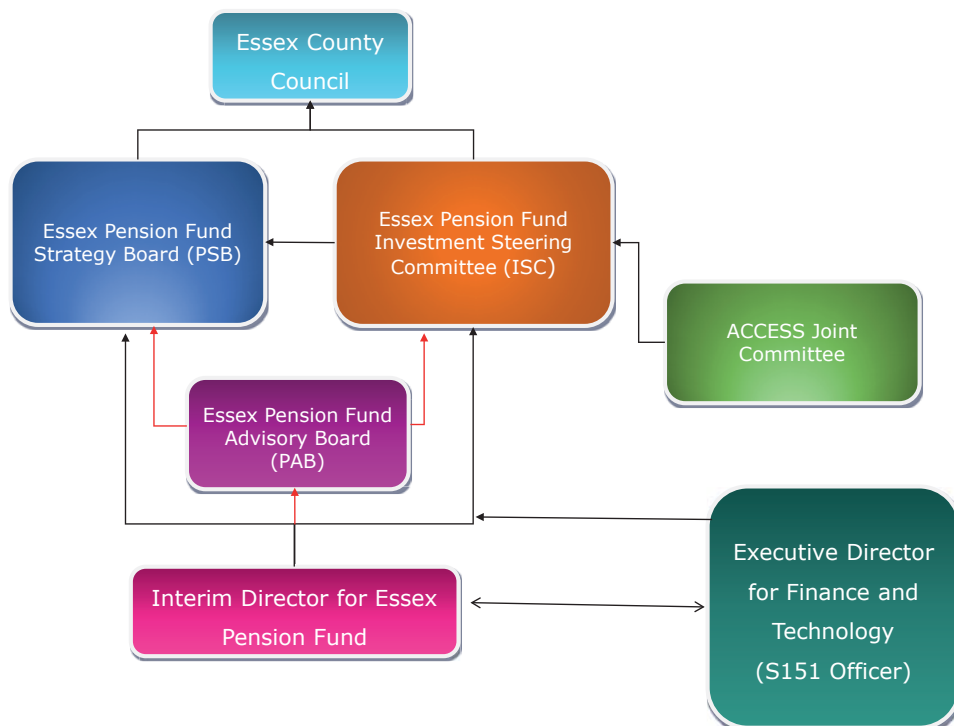 Essex County
Council
Essex Pension Fund
Strategy Board (PSB)
Essex Pension Fund
Investment Steering
Committee (ISC)
ACCESS Joint
Committee
Essex Pension Fund
Advisory Board
(PAB)
Interim Director for Essex
Pension Fund
Executive Director
for Finance and
Technology
(S151 Officer)